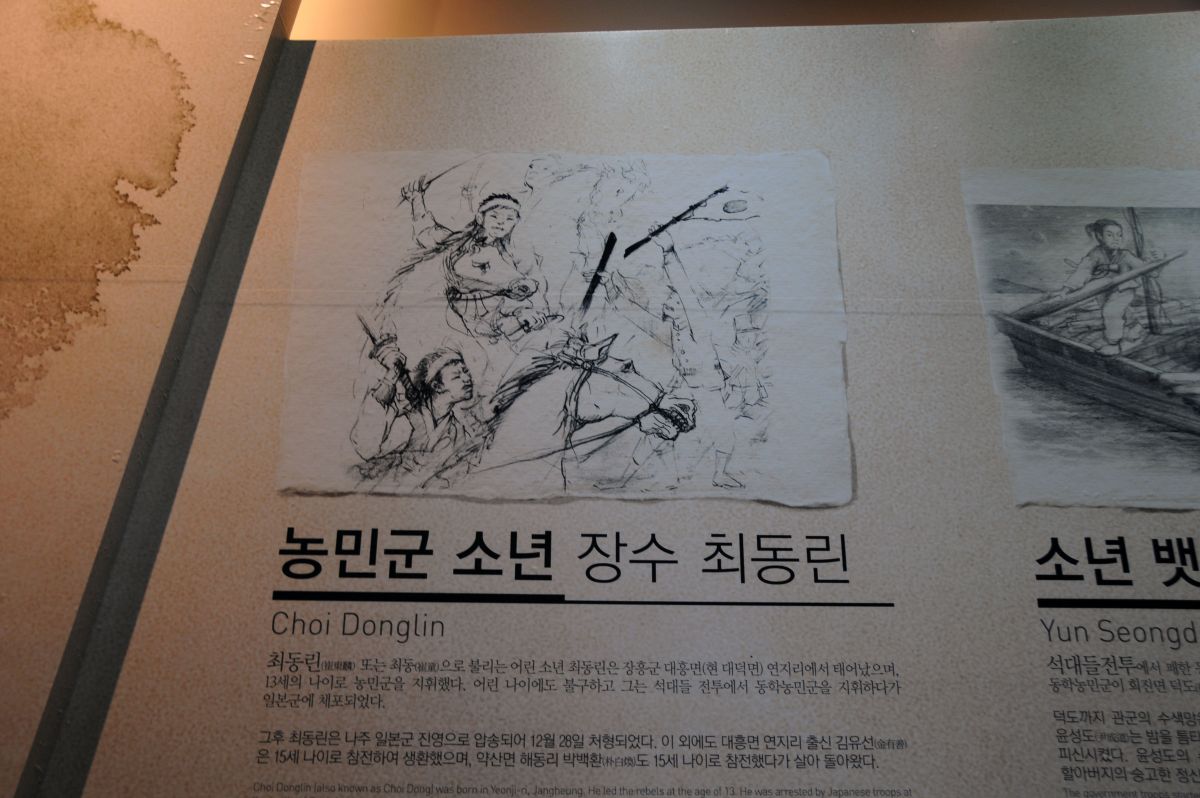 농민군 소년 장수 최동린
Choi Donglin
최동린(崔東麟) 또는 최동(崔童)으로 불리는 어린 소년 최동린은 장흥군 대흥면(현 대덕면) 연지리에서 태어났으며,
13세의 나이로 농민군을 지휘했다. 어린 나이에도 불구하고 그는 석대들 전투에서 동학농민군을 지휘하다가
일본군에 체포되었다.
그후 최동린은 나주 일본군 진영으로 압송되어 12월 28일 처형되었다. 이 외에도 대흥면 연지리 출신 김유선(金有善)
은 15세 나이로 참전하여 생환했으며, 약산면 해동리 박백환(朴白煥)도 15세 나이로 참전했다가 살아 돌아왔다.
Choi Donglin (also known as Choi Dong) was born in Yeonji-ri, Jangheung. He led the rebels at the age of 13. He was arrested by Japanese troops at
소년 뱃
Yun Seongd
석대들전투에서 패한
동학농민군이 회진면 덕도
덕도까지 관군의 수색망
윤성도는 밤을 틈타
피신시켰다. 윤성도의
할아버지의 숭고한 정신
The government troops